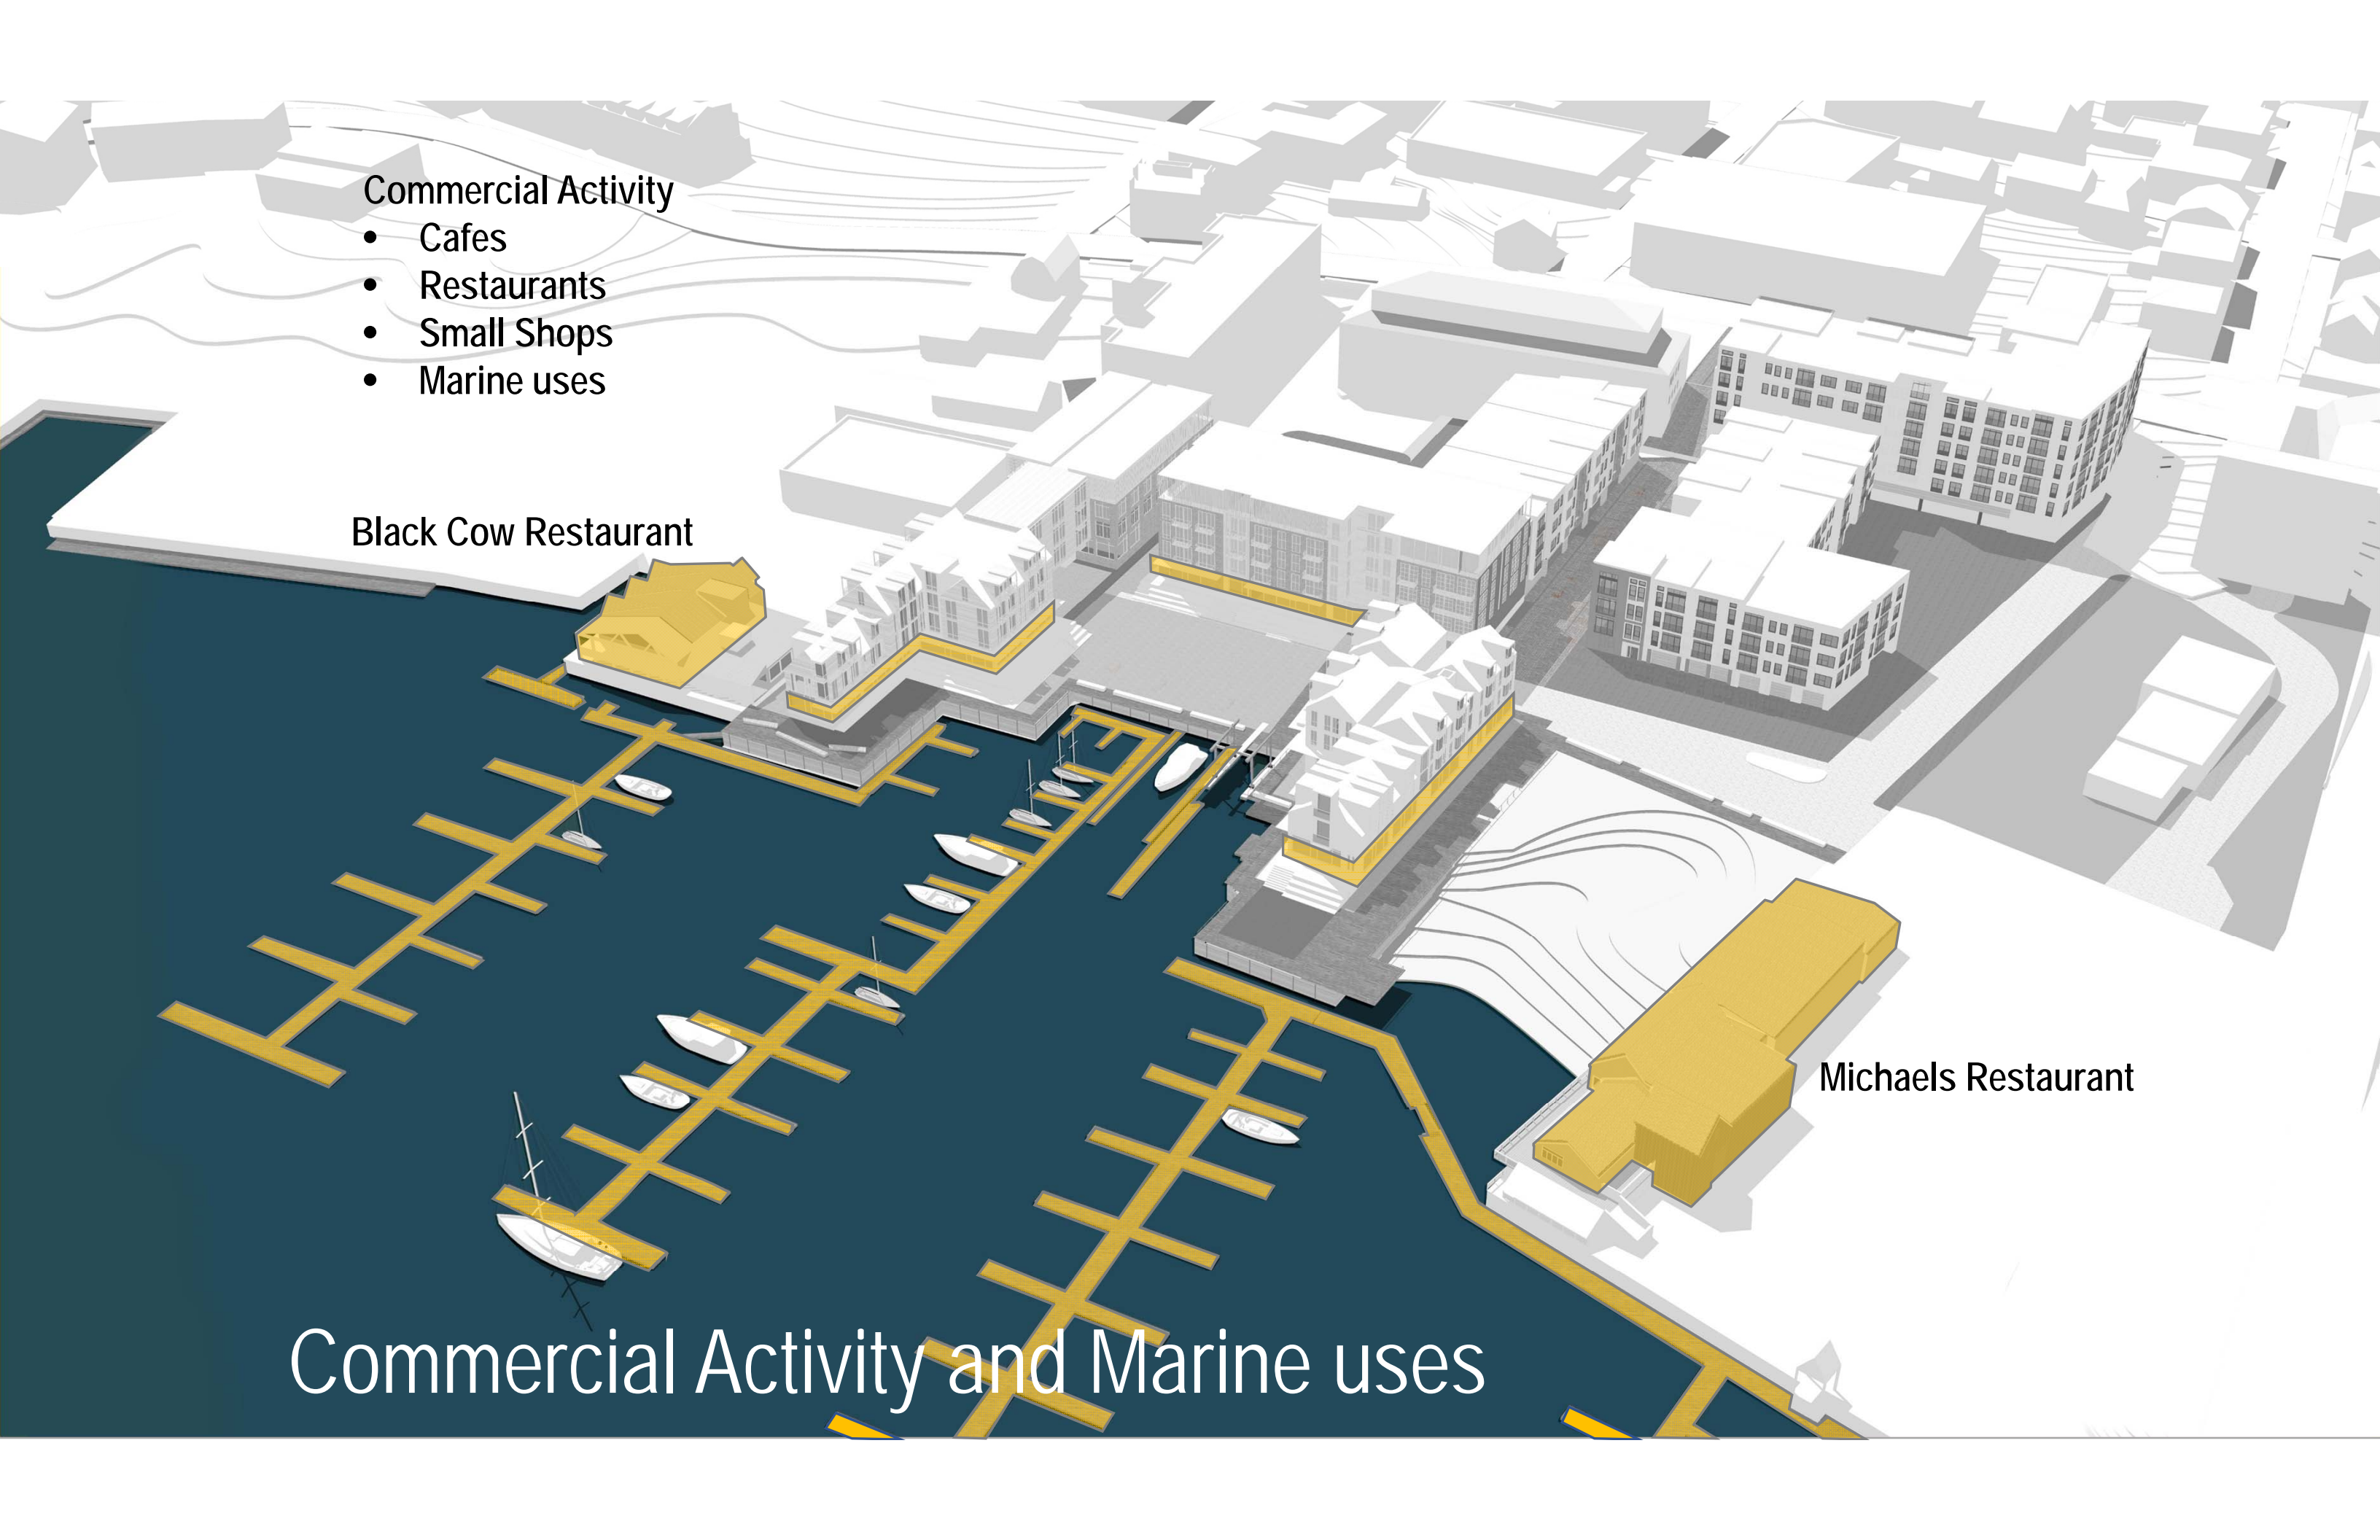 Commercial Activity
• Cafes
• Restaurants
• Small Shops
• Marine uses
Black Cow Restaurant
Michaels Restaurant
Commercial Activity and Marine uses